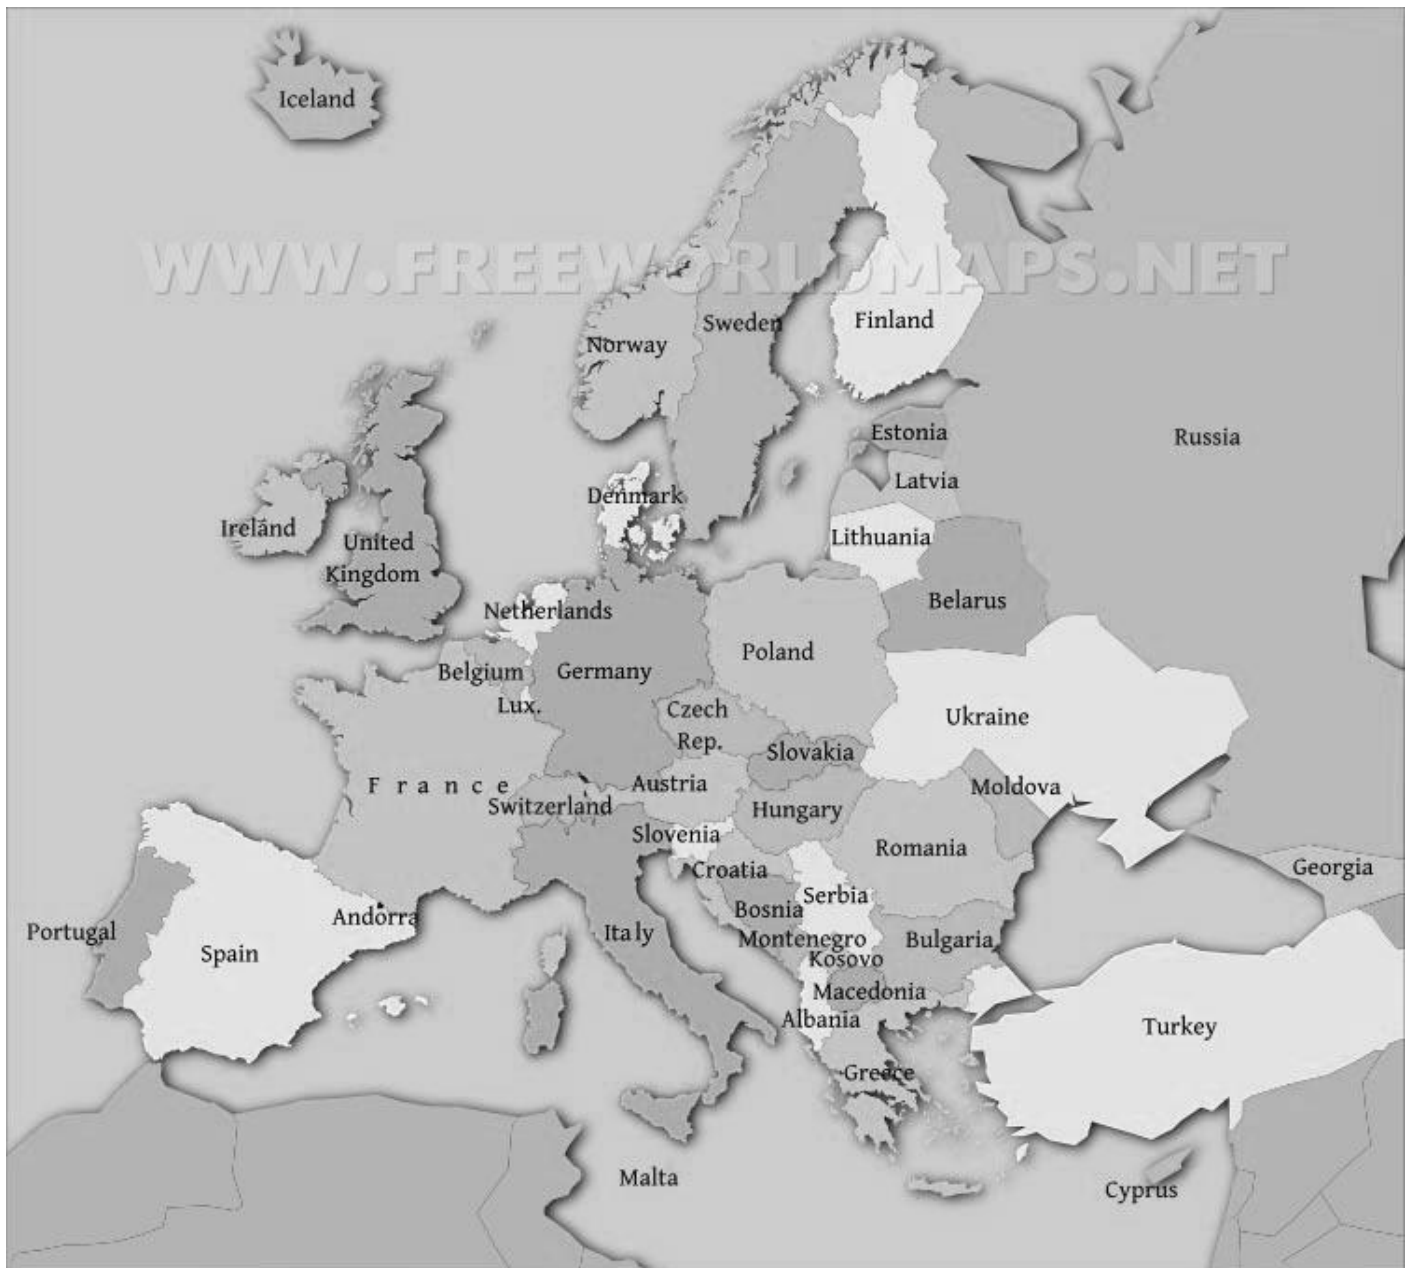 Iceland
WWW.FREEWORLDMAPS.NET
Finland
Sweden
Norway
Estonia
Russia
Latvia
Denmark
Ireland
Lithuania
United
Kingdom
Belarus
Netherlands
Poland
Belgium
Germany
Lux.
Czech
Rep.
Ukraine
Slovakia
France
Austria
Moldova
Switzerland
Hungary
Slovenia
Romania
Croatia
Georgia
Serbia
Bosnia
Andorra
Portugal
Italy
Montenegro
Bulgaria
Spain
Kosovo
Macedonia
Albania
Turkey
Greece
Malta
Cyprus